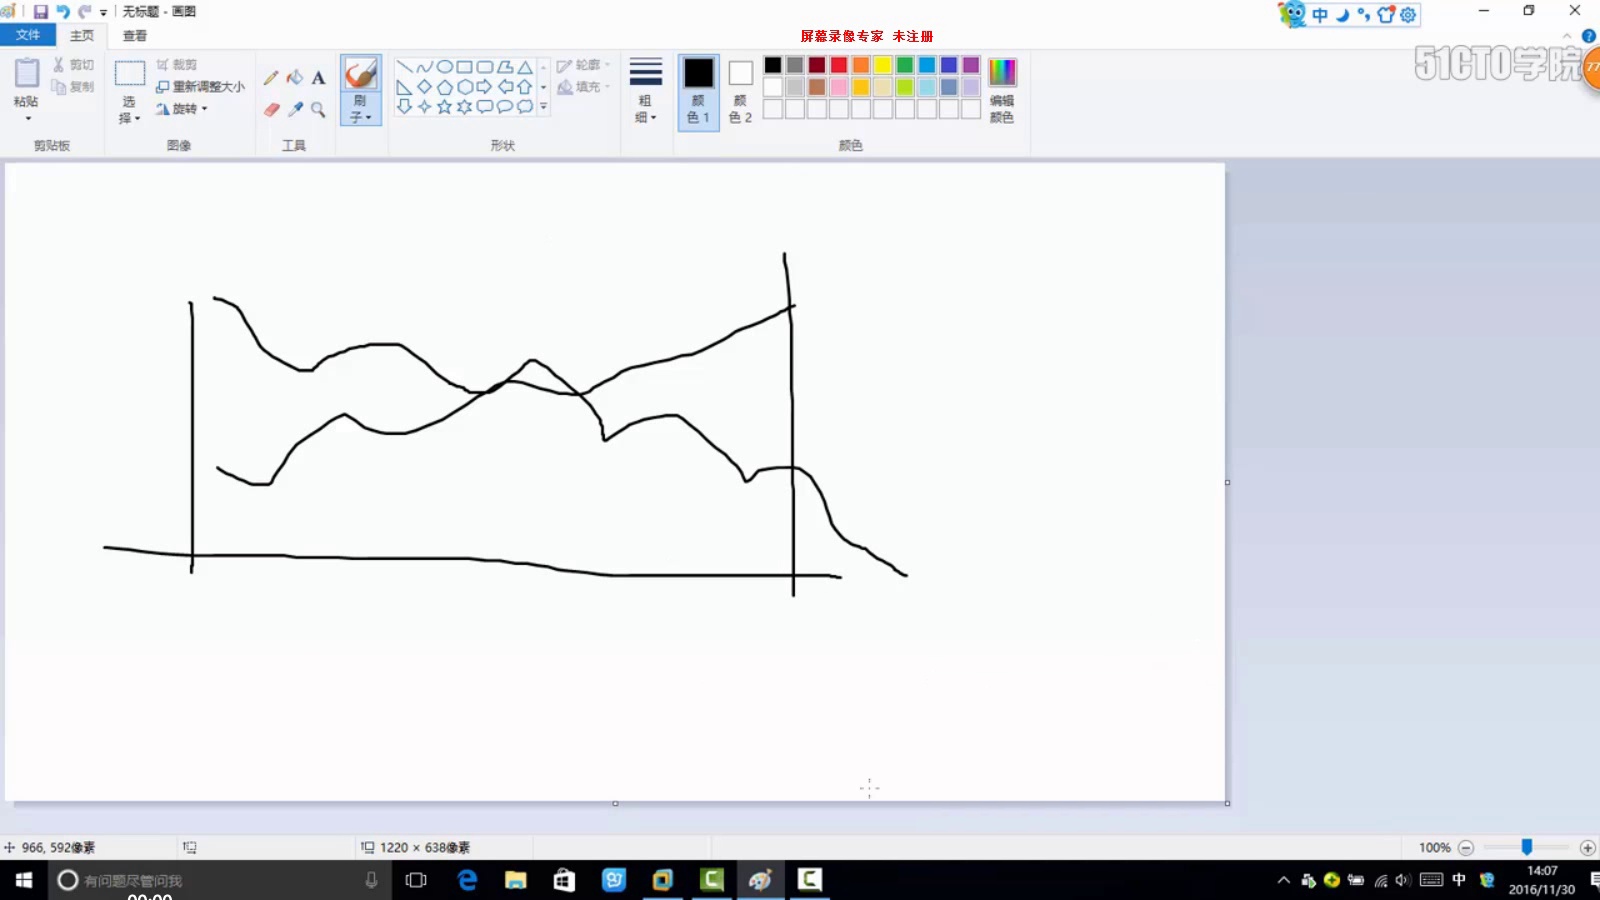 无标题 - 画图
中
文件 主页 查看
屏幕录像专家 未注册
51CTO学院
77
粘贴
剪切
复制
剪贴板
选择
裁剪
重新调整大小
旋转
图像
A
工具
刷子
形状
轮廓
填充
粗细
颜色 1
颜色 2
颜色
编辑颜色
966, 592像素
1220 × 638像素
100%
有问题尽管问我
00:00
中
14:07
2016/11/30